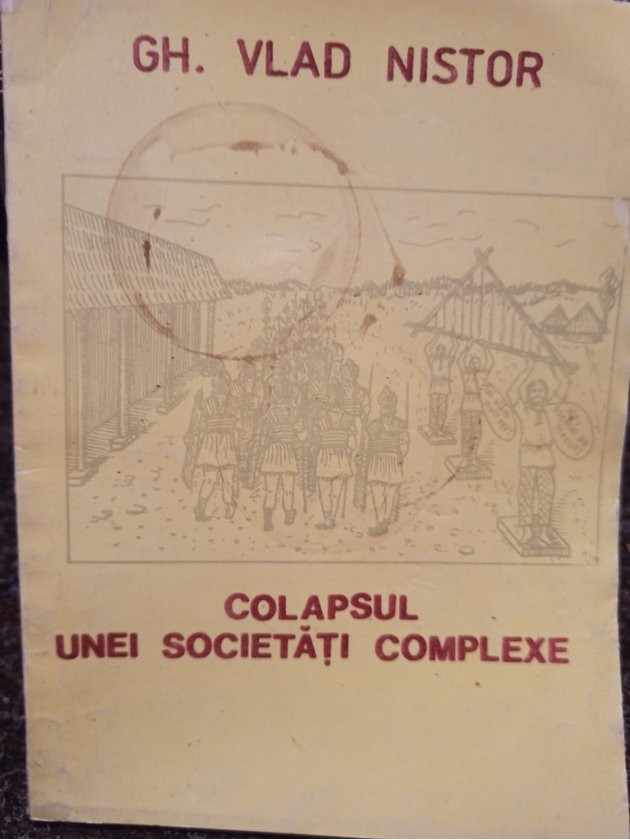 GH. VLAD NISTOR
COLAPSUL
UNEI SOCIETĂȚI COMPLEXE